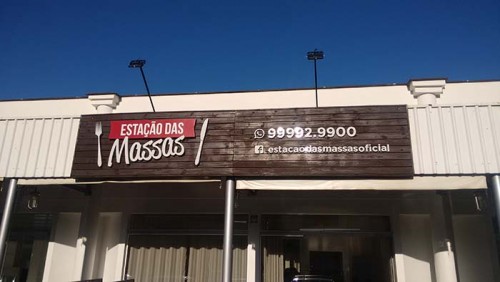 ESTAÇÃO DAS
Massas
99992.9900
.estacaodasmassasoficial